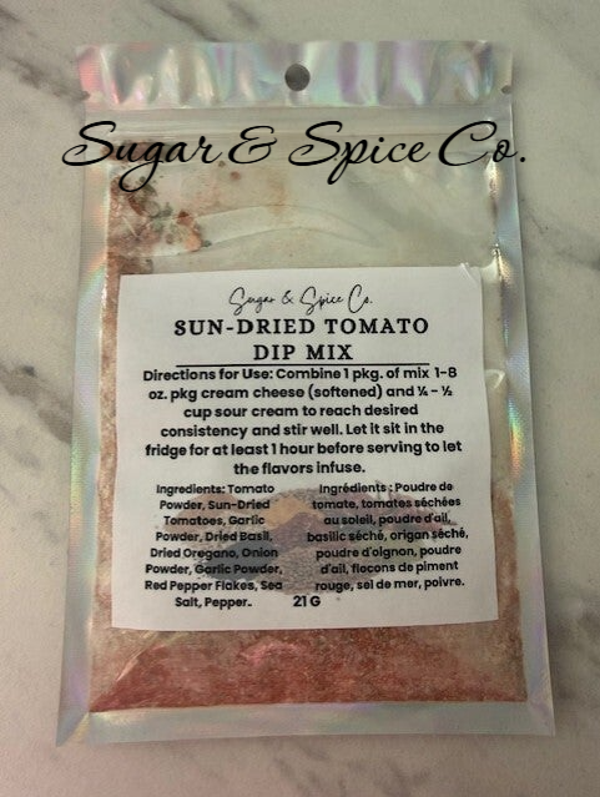 Sugar & Spice Co.
Sugar & Spice Co.
SUN-DRIED TOMATO
DIP MIX
Directions for Use: Combine 1 pkg. of mix 1-8
oz. pkg cream cheese (softened) and ¼ - ½
cup sour cream to reach desired
consistency and stir well. Let it sit in the
fridge for at least 1 hour before serving to let
the flavors infuse.
Ingredients: Tomato
Powder, Sun-Dried
Tomatoes, Garlic
Powder, Dried Basil,
Dried Oregano, Onion
Powder, Garlic Powder,
Red Pepper Flakes, Sea
Salt, Pepper..
Ingrédients : Poudre de
tomate, tomates séchées
au soleil, poudre d'ail,
basilic séché, origan séché,
poudre d'oignon, poudre
d'ail, flocons de piment
rouge, sel de mer, poivre.
21 G